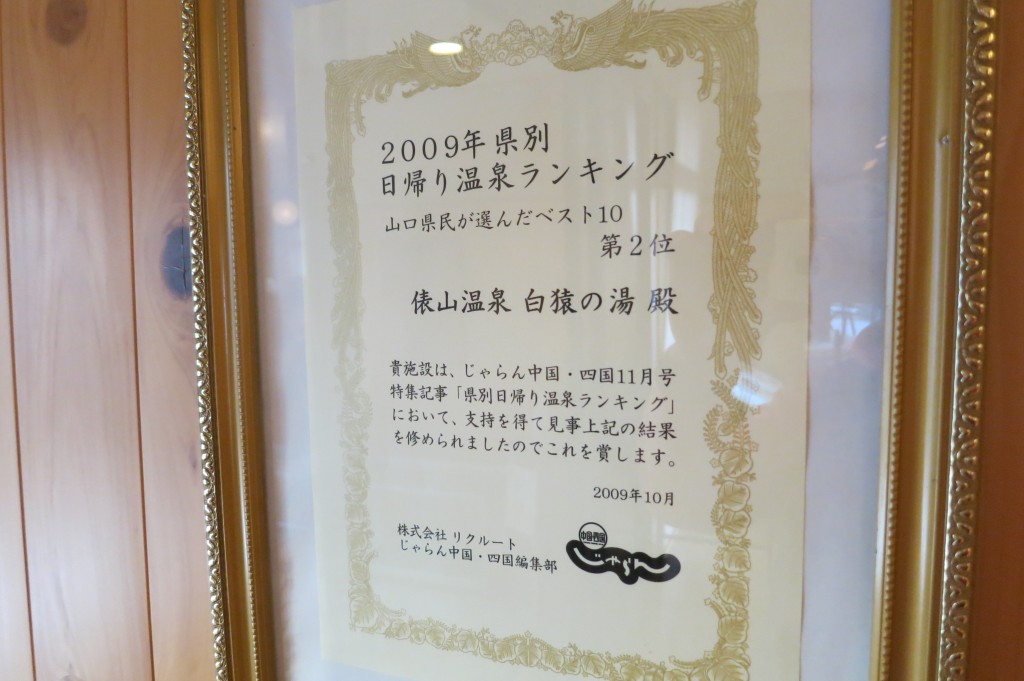 2009年県別
日帰り温泉ランキング
山口県民が選んだベスト10
第2位
俵山温泉 白猿の湯 殿
貴施設は、じゃらん中国・四国11月号
特集記事「県別日帰り温泉ランキング」
において、支持を得て見事上記の結果
を修められましたのでこれを賞します。
2009年10月
株式会社 リクルート
じゃらん中国・四国編集部
中国・四国
じゃらん